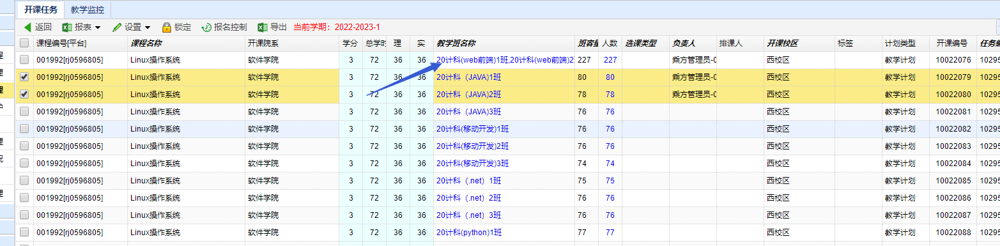 开课任务 教学监控
返回 报表 设置 锁定 报名控制 导出 当前学期：2022-2023-1
课程编号[平台] 课程名称 开课院系 学分 总学时 理 实 教学班名称 班容量 人数 选课类型 负责人 排课人 开课校区 标签 计划类型 开课编号 任务编
001992[rj0596805] Linux操作系统 软件学院 3 72 36 36 20计科(web前端)1班,20计科(web前端)2 227 227 乘方管理员-0 西校区 教学计划 10022076 10295
001992[rj0596805] Linux操作系统 软件学院 3 72 36 36 20计科（JAVA)1班 80 80 乘方管理员-0 西校区 教学计划 10022079 10295
001992[rj0596805] Linux操作系统 软件学院 3 72 36 36 20计科（JAVA)2班 78 78 乘方管理员-0 西校区 教学计划 10022080 10295
001992[rj0596805] Linux操作系统 软件学院 3 72 36 36 20计科（JAVA)3班 76 76 西校区 教学计划 10022081 10295
001992[rj0596805] Linux操作系统 软件学院 3 72 36 36 20计科(移动开发)1班 76 76 西校区 教学计划 10022082 10295
001992[rj0596805] Linux操作系统 软件学院 3 72 36 36 20计科(移动开发)2班 76 76 西校区 教学计划 10022083 10295
001992[rj0596805] Linux操作系统 软件学院 3 72 36 36 20计科(移动开发)3班 74 74 西校区 教学计划 10022084 10295
001992[rj0596805] Linux操作系统 软件学院 3 72 36 36 20计科（.net）1班 75 75 西校区 教学计划 10022085 10295
001992[rj0596805] Linux操作系统 软件学院 3 72 36 36 20计科（.net）2班 76 76 西校区 教学计划 10022086 10295
001992[rj0596805] Linux操作系统 软件学院 3 72 36 36 20计科（.net）3班 76 76 西校区 教学计划 10022087 10295
001992[rj0596805] Linux操作系统 软件学院 3 72 36 36 20计科(python)1班 77 77 西校区 教学计划 10022088 10295